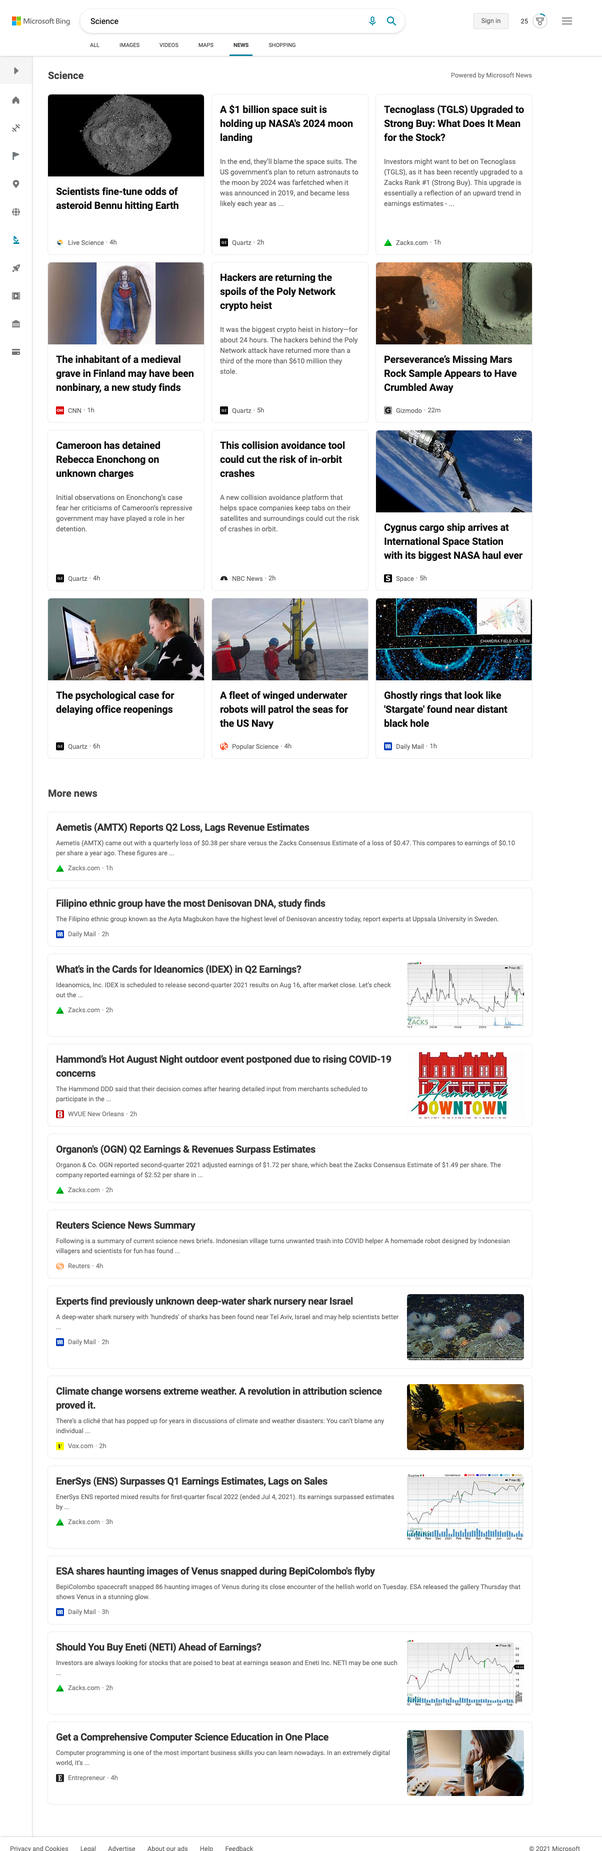 Microsoft Bing
Science
Sign in
25
ALL
IMAGES
VIDEOS
MAPS
NEWS
SHOPPING
Science
Powered by Microsoft News
Scientists fine-tune odds of
asteroid Bennu hitting Earth
Live Science · 4h
A $1 billion space suit is
holding up NASA's 2024 moon
landing
In the end, they'll blame the space suits. The
US government's plan to return astronauts to
the moon by 2024 was farfetched when it
was announced in 2019, and became less
likely each year as ...
Quartz · 2h
Tecnoglass (TGLS) Upgraded to
Strong Buy: What Does It Mean
for the Stock?
Investors might want to bet on Tecnoglass
(TGLS), as it has been recently upgraded to a
Zacks Rank #1 (Strong Buy). This upgrade is
essentially a reflection of an upward trend in
earnings estimates - ...
Zacks.com · 1h
The inhabitant of a medieval
grave in Finland may have been
nonbinary, a new study finds
CNN · 1h
Hackers are returning the
spoils of the Poly Network
crypto heist
It was the biggest crypto heist in history—for
about 24 hours. The hackers behind the Poly
Network attack have returned more than a
third of the more than $610 million they
stole.
Quartz · 5h
Perseverance's Missing Mars
Rock Sample Appears to Have
Crumbled Away
Gizmodo · 22m
Cameroon has detained
Rebecca Enonchong on
unknown charges
Initial observations on Enonchong's case
fear her criticisms of Cameroon's repressive
government may have played a role in her
detention.
Quartz · 4h
This collision avoidance tool
could cut the risk of in-orbit
crashes
A new collision avoidance platform that
helps space companies keep tabs on their
satellites and surroundings could cut the risk
of crashes in orbit.
NBC News · 2h
Cygnus cargo ship arrives at
International Space Station
with its biggest NASA haul ever
Space · 5h
The psychological case for
delaying office reopenings
Quartz · 6h
A fleet of winged underwater
robots will patrol the seas for
the US Navy
Popular Science · 4h
CHANDRA FIELD OF VIEW
Ghostly rings that look like
'Stargate' found near distant
black hole
Daily Mail · 1h
More news
Aemetis (AMTX) Reports Q2 Loss, Lags Revenue Estimates
Aemetis (AMTX) came out with a quarterly loss of $0.38 per share versus the Zacks Consensus Estimate of a loss of $0.47. This compares to earnings of $0.10
per share a year ago. These figures are ...
Zacks.com · 1h
Filipino ethnic group have the most Denisovan DNA, study finds
The Filipino ethnic group known as the Ayta Magbukon have the highest level of Denisovan ancestry today, report experts at Uppsala University in Sweden.
Daily Mail · 2h
What's in the Cards for Ideanomics (IDEX) in Q2 Earnings?
Ideanomics, Inc. IDEX is scheduled to release second-quarter 2021 results on Aug 16, after market close. Let's check
out the ...
Zacks.com · 2h
ZACKS
Hammond's Hot August Night outdoor event postponed due to rising COVID-19
concerns
The Hammond DDD said that their decision comes after hearing detailed input from merchants scheduled to
participate in the ...
WVUE New Orleans · 2h
Hammond
DOWNTOWN
Organon's (OGN) Q2 Earnings & Revenues Surpass Estimates
Organon & Co. OGN reported second-quarter 2021 adjusted earnings of $1.72 per share, which beat the Zacks Consensus Estimate of $1.49 per share. The
company reported earnings of $2.52 per share in ...
Zacks.com · 2h
Reuters Science News Summary
Following is a summary of current science news briefs. Indonesian village turns unwanted trash into COVID helper A homemade robot designed by Indonesian
villagers and scientists for fun has found ...
Reuters · 4h
Experts find previously unknown deep-water shark nursery near Israel
A deep-water shark nursery with 'hundreds' of sharks has been found near Tel Aviv, Israel and may help scientists better
...
Daily Mail · 2h
Climate change worsens extreme weather. A revolution in attribution science
proved it.
There's a cliché that has popped up for years in discussions of climate and weather disasters: You can't blame any
individual ...
Vox.com · 2h
EnerSys (ENS) Surpasses Q1 Earnings Estimates, Lags on Sales
EnerSys ENS reported mixed results for first-quarter fiscal 2022 (ended Jul 4, 2021). Its earnings surpassed estimates
by ...
Zacks.com · 3h
ESA shares haunting images of Venus snapped during BepiColombo's flyby
BepiColombo spacecraft snapped 86 haunting images of Venus during its close encounter of the hellish world on Tuesday. ESA released the gallery Thursday that
shows Venus in a stunning glow.
Daily Mail · 3h
Should You Buy Eneti (NETI) Ahead of Earnings?
Investors are always looking for stocks that are poised to beat at earnings season and Eneti Inc. NETI may be one such
...
Zacks.com · 2h
Get a Comprehensive Computer Science Education in One Place
Computer programming is one of the most important business skills you can learn nowadays. In an extremely digital
world, it's ...
Entrepreneur · 4h
Privacy and Cookies
Legal
Advertise
About our ads
Help
Feedback
© 2021 Microsoft